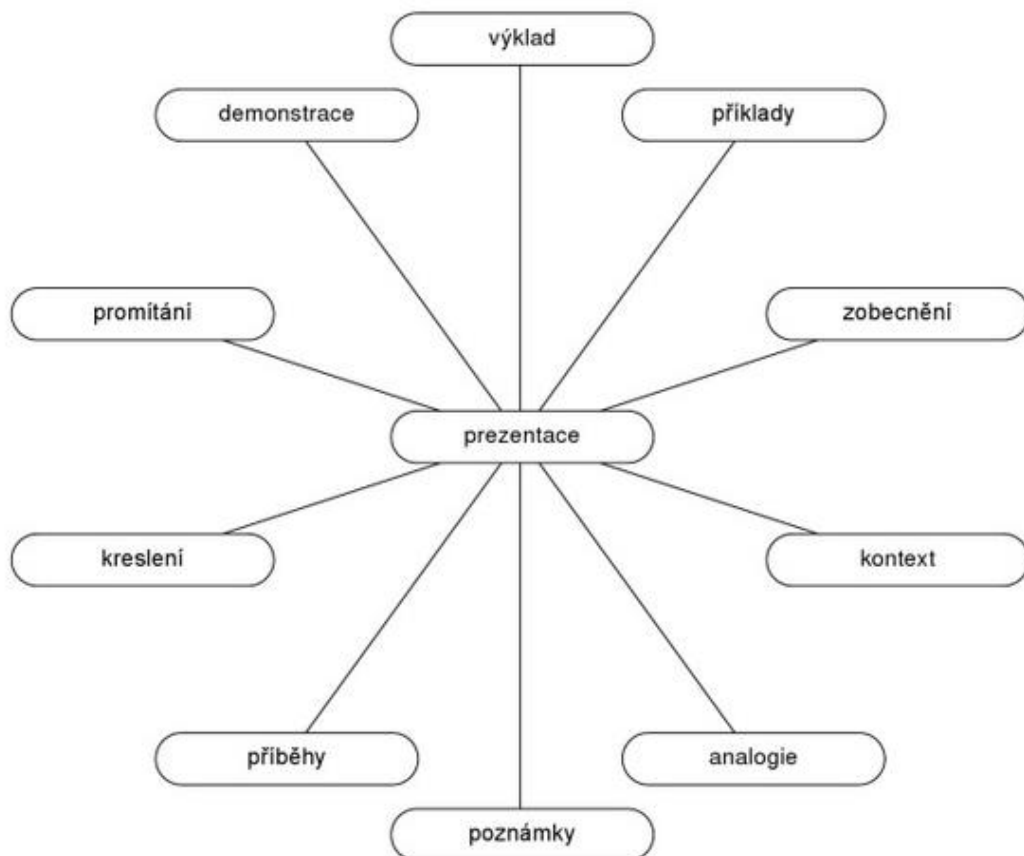 výklad
demonstrace
příklady
promítání
zobecnění
prezentace
kreslení
kontext
příběhy
analogie
poznámky